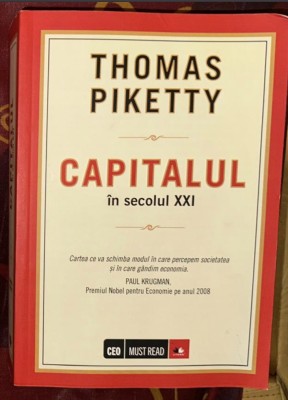 THOMAS
PIKETTY
CAPITALUL
în secolul XXI
Cartea ce va schimba modul în care percepem societatea
și în care gândim economia.
PAUL KRUGMAN,
Premiul Nobel pentru Economie pe anul 2008
CEO MUST READ